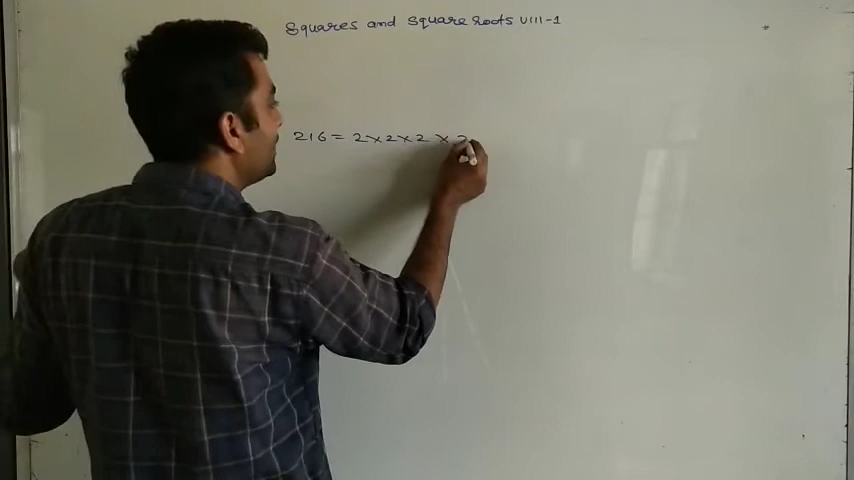 Squares and square roots VIII-1
216 = 2×2×2×